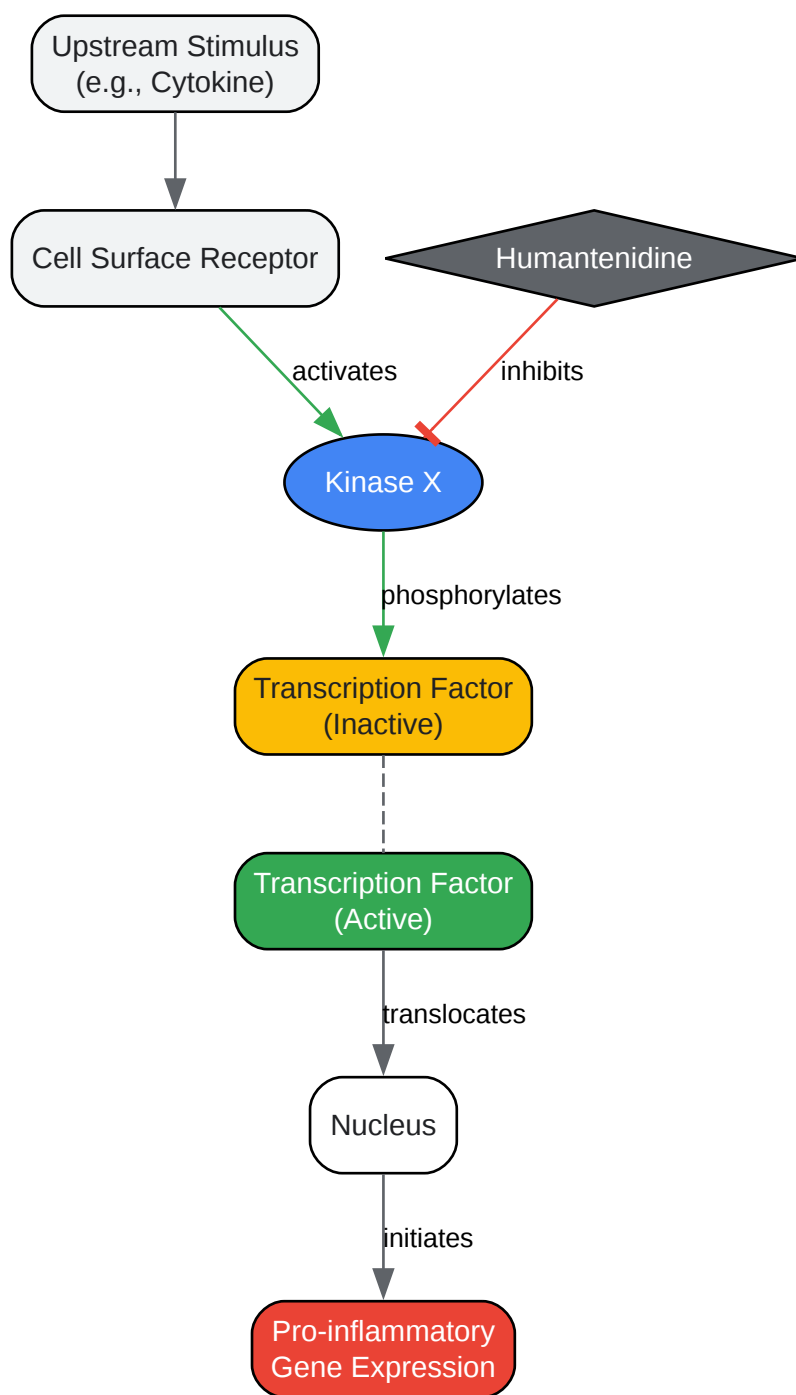 Upstream Stimulus
(e.g., Cytokine)
Cell Surface Receptor
Humantenidine
activates
inhibits
Kinase X
phosphorylates
Transcription Factor
(Inactive)
Transcription Factor
(Active)
translocates
Nucleus
initiates
Pro-inflammatory
Gene Expression